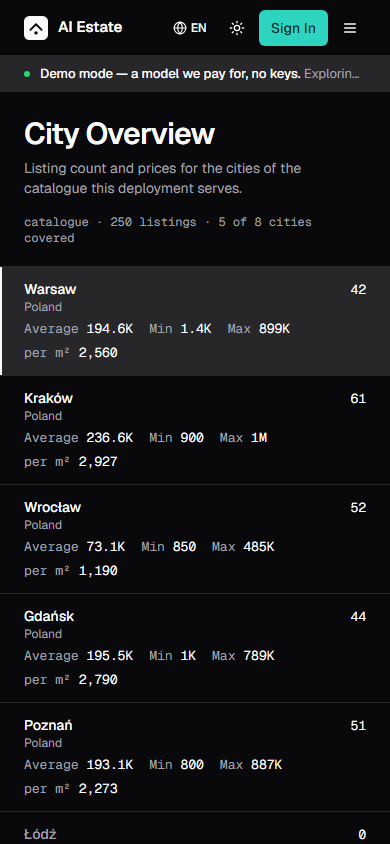 AI Estate
EN
Sign In
Demo mode — a model we pay for, no keys. Explorin...
City Overview
Listing count and prices for the cities of the
catalogue this deployment serves.
catalogue · 250 listings · 5 of 8 cities
covered
Warsaw 42
Poland
Average 194.6K Min 1.4K Max 899K
per m² 2,560
Kraków 61
Poland
Average 236.6K Min 900 Max 1M
per m² 2,927
Wrocław 52
Poland
Average 73.1K Min 850 Max 485K
per m² 1,190
Gdańsk 44
Poland
Average 195.5K Min 1K Max 789K
per m² 2,790
Poznań 51
Poland
Average 193.1K Min 800 Max 887K
per m² 2,273
Łódź 0